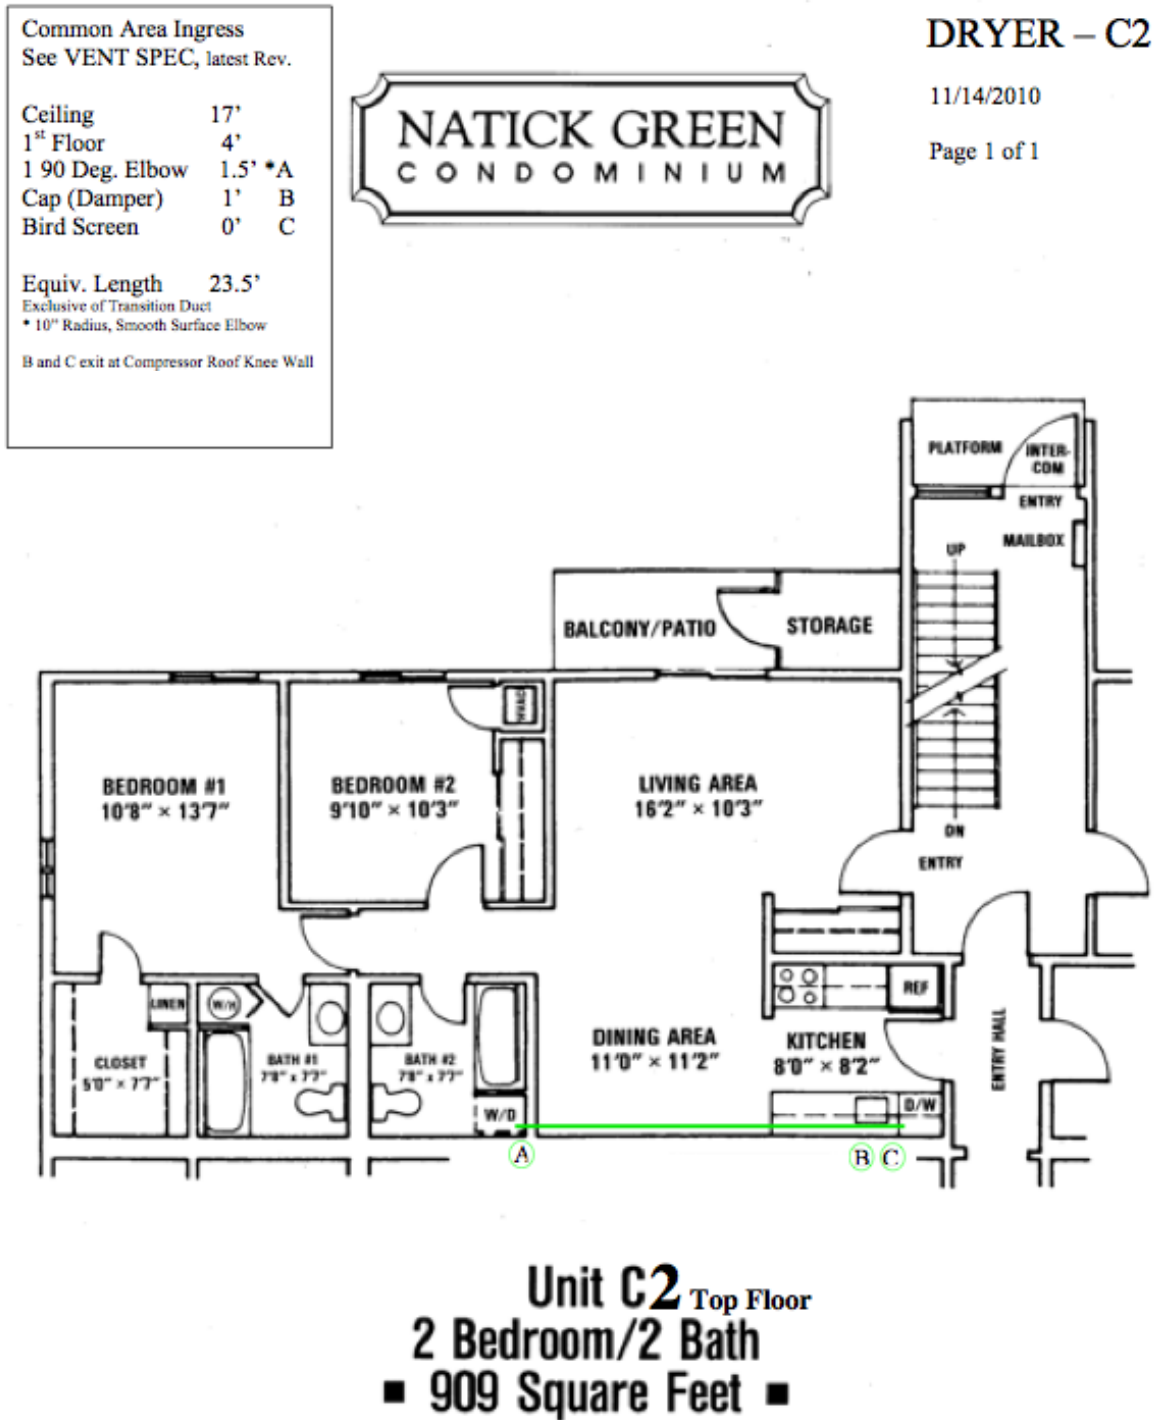 Common Area Ingress
See VENT SPEC, latest Rev.
Ceiling 17'
1st Floor 4'
1 90 Deg. Elbow 1.5' *A
Cap (Damper) 1' B
Bird Screen 0' C
Equiv. Length 23.5'
Exclusive of Transition Duct
* 10" Radius, Smooth Surface Elbow
B and C exit at Compressor Roof Knee Wall
NATICK GREEN
CONDOMINIUM
DRYER – C2
11/14/2010
Page 1 of 1
PLATFORM
INTER-
COM
ENTRY
MAILBOX
UP
BALCONY/PATIO
STORAGE
HVAC
BEDROOM #1
10'8" × 13'7"
BEDROOM #2
9'10" × 10'3"
LIVING AREA
16'2" × 10'3"
DN
ENTRY
LINEN
W/H
REF
CLOSET
5'0" × 7'7"
BATH #1
7'8" x 7'7"
BATH #2
7'8" x 7'7"
DINING AREA
11'0" × 11'2"
KITCHEN
8'0" × 8'2"
ENTRY HALL
W/D
D/W
A
B
C
Unit C2 Top Floor
2 Bedroom/2 Bath
■ 909 Square Feet ■